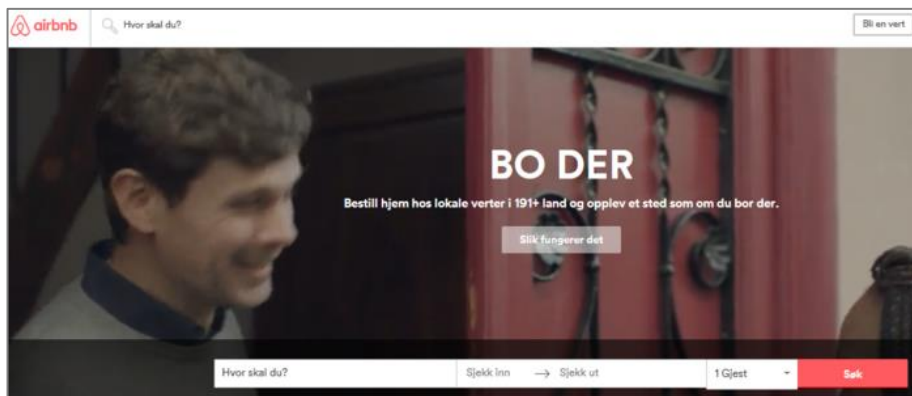 airbnb
Hvor skal du?
Bli en vert
BO DER
Bestill hjem hos lokale verter i 191+ land og opplev et sted som om du bor der.
Slik fungerer det
Hvor skal du?
Sjekk inn → Sjekk ut
1 Gjest
Søk